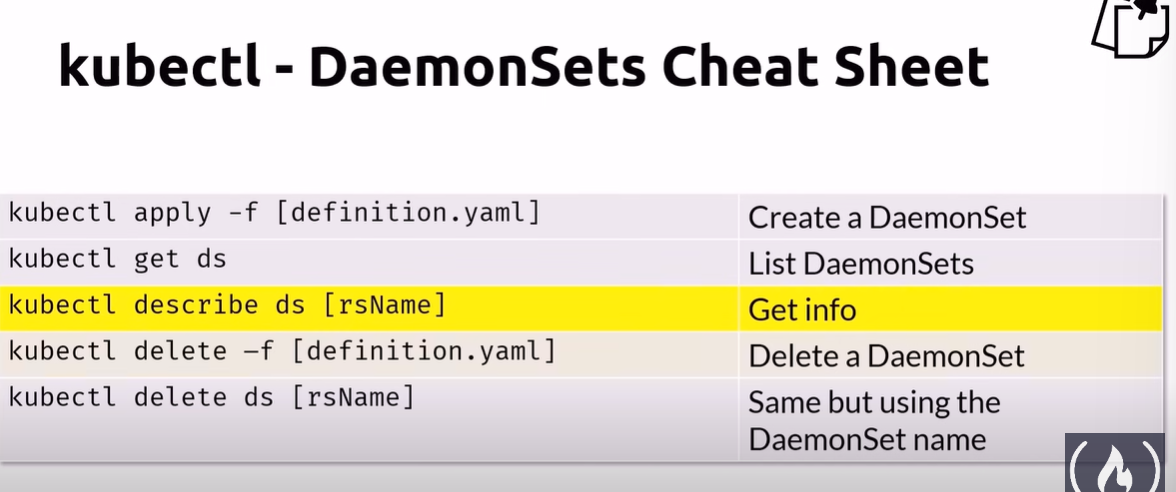 kubectl - DaemonSets Cheat Sheet
kubectl apply -f [definition.yaml] Create a DaemonSet
kubectl get ds List DaemonSets
kubectl describe ds [rsName] Get info
kubectl delete –f [definition.yaml] Delete a DaemonSet
kubectl delete ds [rsName] Same but using the
DaemonSet name